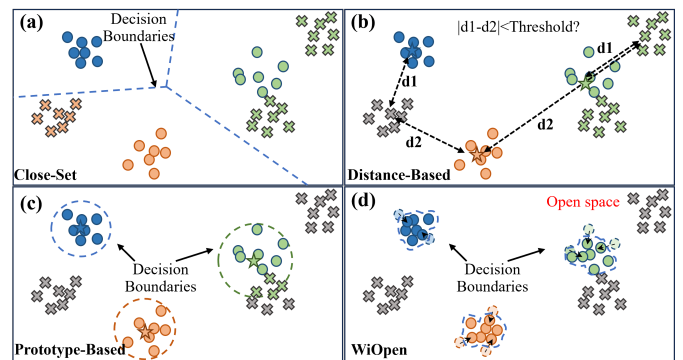 (a)
Decision
Boundaries
Close-Set
(b)
|d1-d2|<Threshold?
d1
d1
d2
d2
Distance-Based
(c)
Decision
Boundaries
Prototype-Based
(d)
Open space
Decision
Boundaries
WiOpen